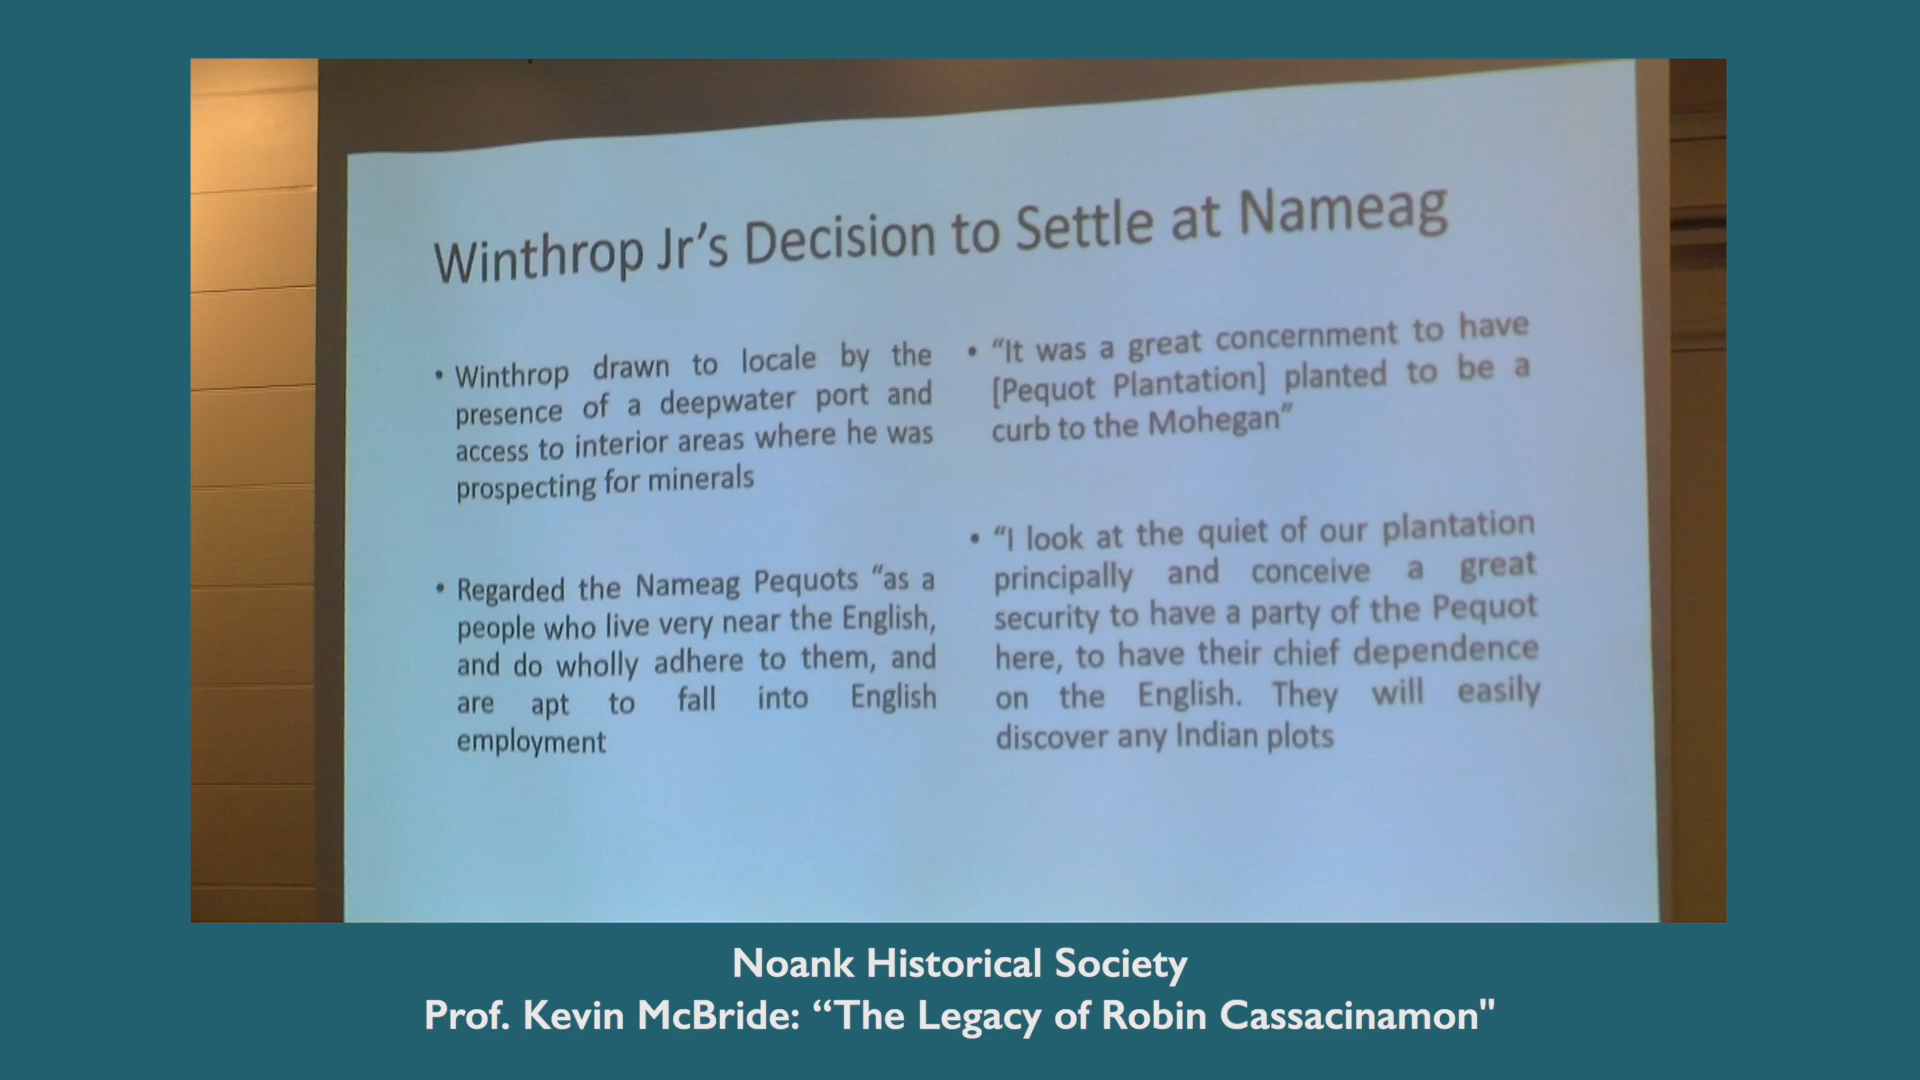 Winthrop Jr’s Decision to Settle at Nameag
• Winthrop drawn to locale by the
presence of a deepwater port and
access to interior areas where he was
prospecting for minerals
• Regarded the Nameag Pequots “as a
people who live very near the English,
and do wholly adhere to them, and
are apt to fall into English
employment
• “It was a great concernment to have
[Pequot Plantation] planted to be a
curb to the Mohegan”
• “I look at the quiet of our plantation
principally and conceive a great
security to have a party of the Pequot
here, to have their chief dependence
on the English. They will easily
discover any Indian plots
Noank Historical Society
Prof. Kevin McBride: “The Legacy of Robin Cassacinamon"